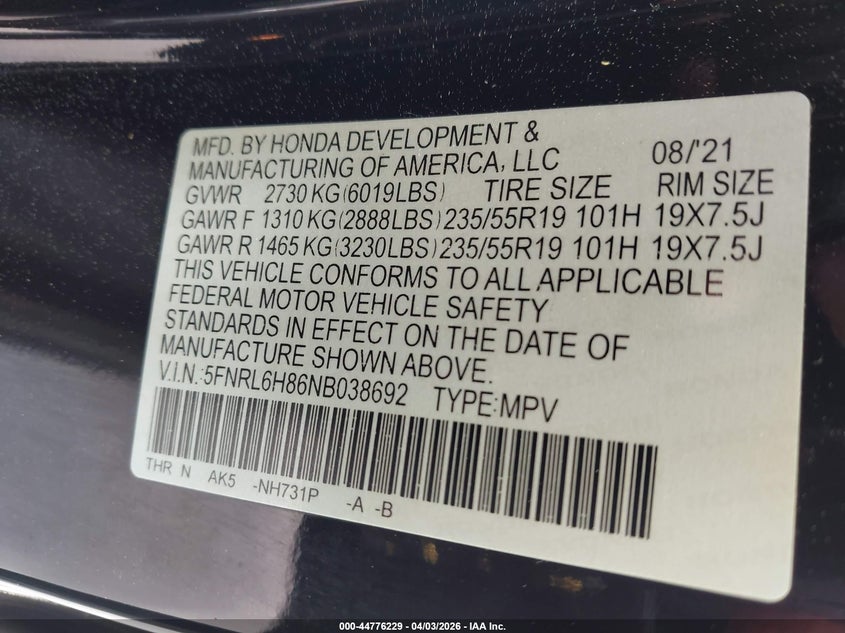 MFD. BY HONDA DEVELOPMENT &
MANUFACTURING OF AMERICA, LLC 08/'21
GVWR 2730 KG(6019LBS) TIRE SIZE RIM SIZE
GAWR F 1310 KG(2888LBS) 235/55R19 101H 19X7.5J
GAWR R 1465 KG(3230LBS) 235/55R19 101H 19X7.5J
THIS VEHICLE CONFORMS TO ALL APPLICABLE
FEDERAL MOTOR VEHICLE SAFETY
STANDARDS IN EFFECT ON THE DATE OF
MANUFACTURE SHOWN ABOVE.
V.I.N.:5FNRL6H86NB038692 TYPE:MPV
THR N AK5 -NH731P -A -B
000-44776229 - 04/03/2026 - IAA Inc.